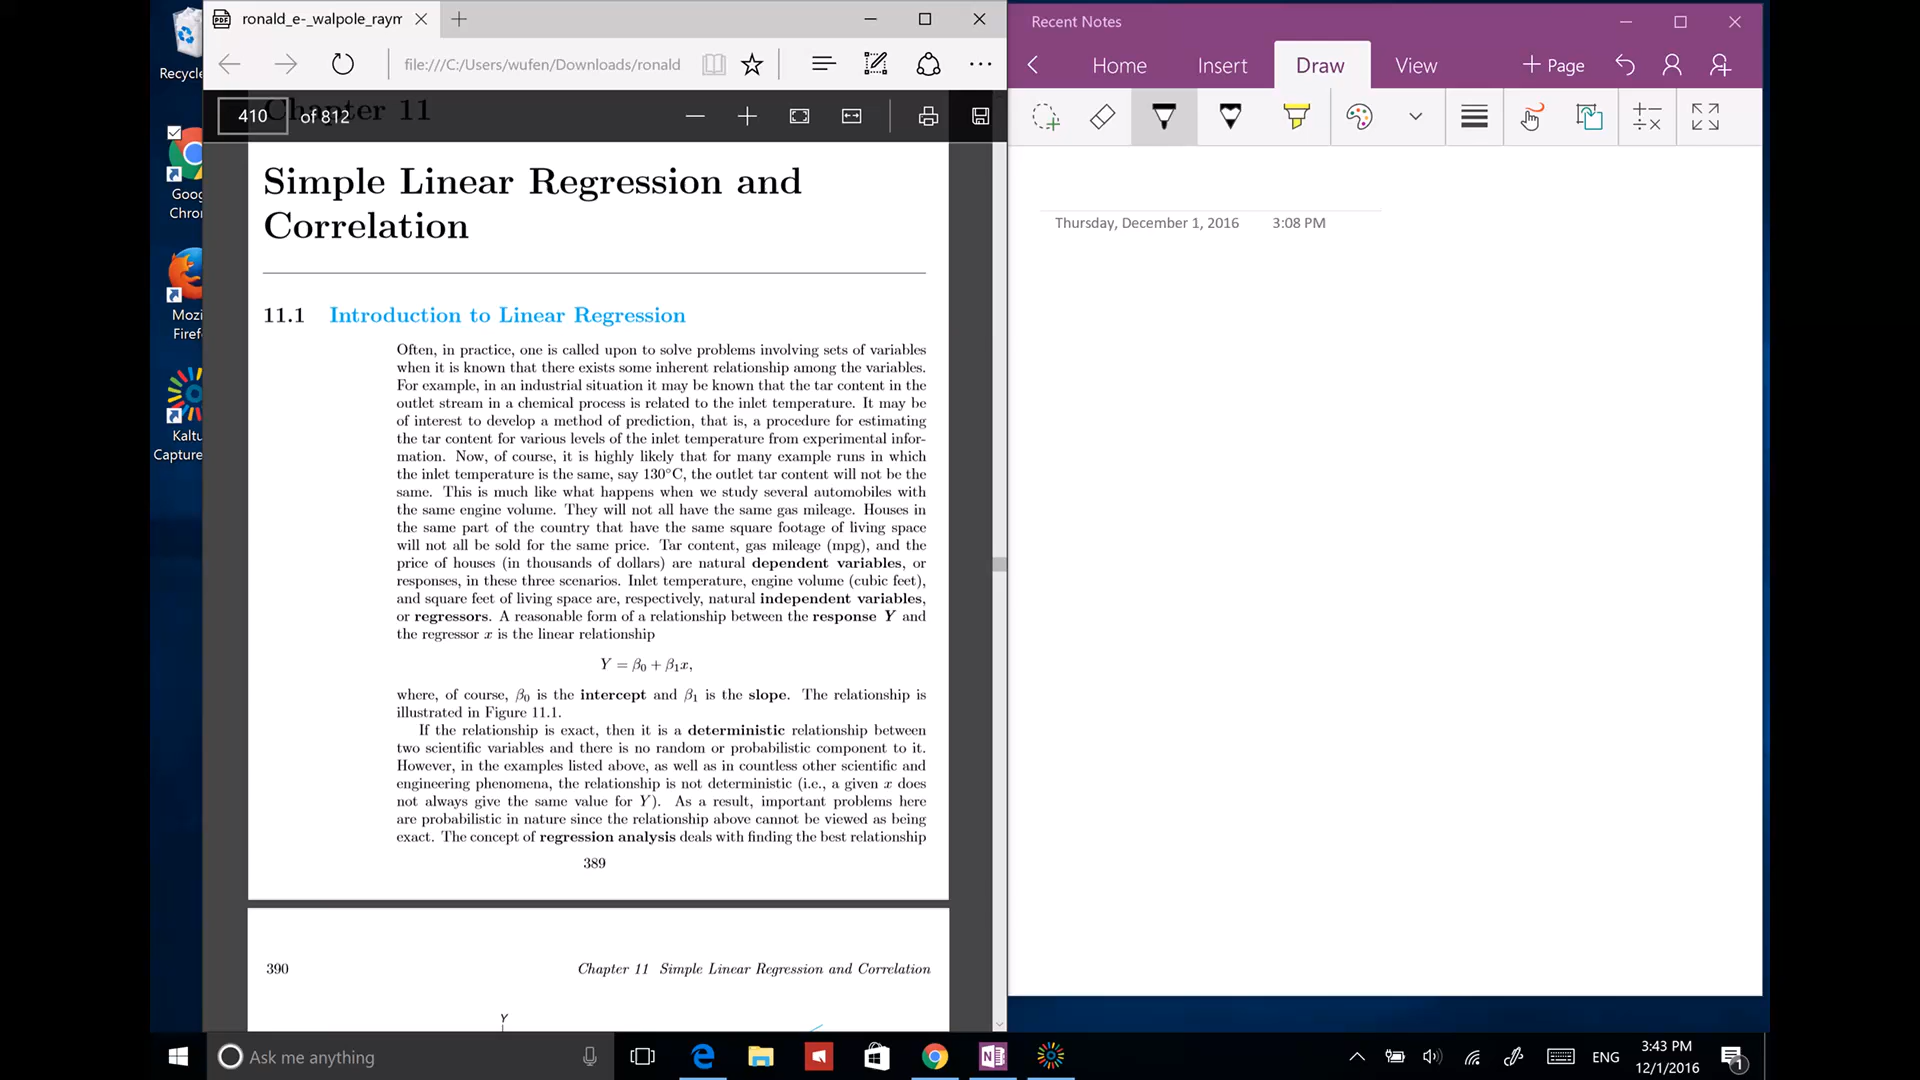 Recycle
Goog
Chron
Mozi
Firef
Kaltu
Capture
ronald_e-_walpole_raym
file:///C:/Users/wufen/Downloads/ronald
Chapter 11
410 of 812
Simple Linear Regression and
Correlation
11.1 Introduction to Linear Regression
Often, in practice, one is called upon to solve problems involving sets of variables
when it is known that there exists some inherent relationship among the variables.
For example, in an industrial situation it may be known that the tar content in the
outlet stream in a chemical process is related to the inlet temperature. It may be
of interest to develop a method of prediction, that is, a procedure for estimating
the tar content for various levels of the inlet temperature from experimental infor-
mation. Now, of course, it is highly likely that for many example runs in which
the inlet temperature is the same, say 130°C, the outlet tar content will not be the
same. This is much like what happens when we study several automobiles with
the same engine volume. They will not all have the same gas mileage. Houses in
the same part of the country that have the same square footage of living space
will not all be sold for the same price. Tar content, gas mileage (mpg), and the
price of houses (in thousands of dollars) are natural dependent variables, or
responses, in these three scenarios. Inlet temperature, engine volume (cubic feet),
and square feet of living space are, respectively, natural independent variables,
or regressors. A reasonable form of a relationship between the response Y and
the regressor x is the linear relationship
Y = β₀ + β₁x,
where, of course, β₀ is the intercept and β₁ is the slope. The relationship is
illustrated in Figure 11.1.
If the relationship is exact, then it is a deterministic relationship between
two scientific variables and there is no random or probabilistic component to it.
However, in the examples listed above, as well as in countless other scientific and
engineering phenomena, the relationship is not deterministic (i.e., a given x does
not always give the same value for Y). As a result, important problems here
are probabilistic in nature since the relationship above cannot be viewed as being
exact. The concept of regression analysis deals with finding the best relationship
389
390 Chapter 11 Simple Linear Regression and Correlation
Y
Recent Notes
Home Insert Draw View + Page
Thursday, December 1, 2016 3:08 PM
Ask me anything
ENG
3:43 PM
12/1/2016
1